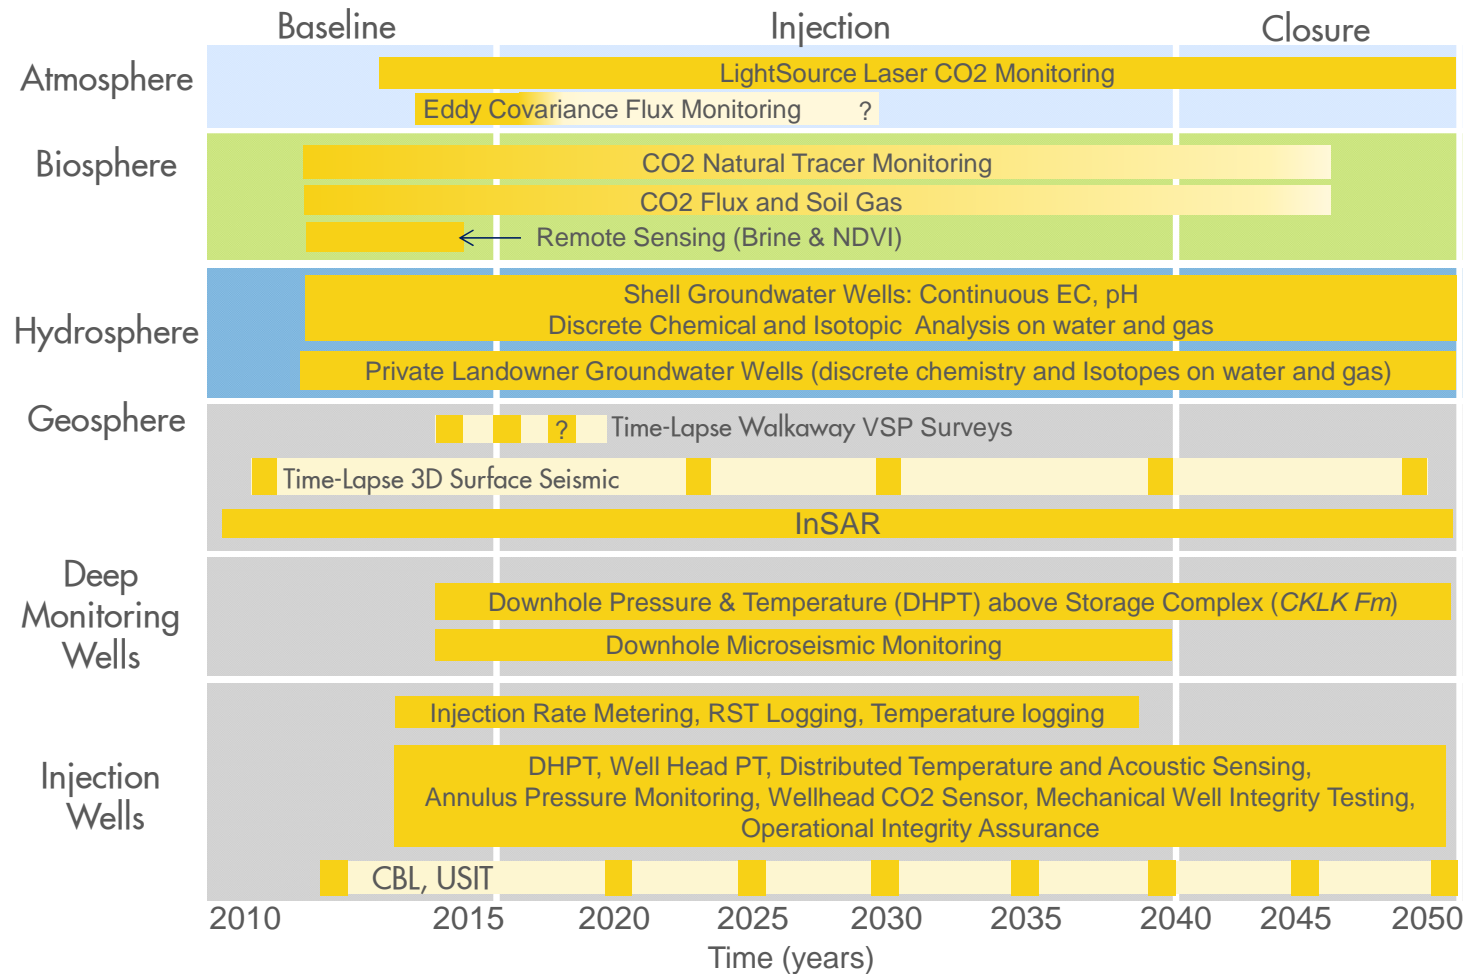 Baseline
Injection
Closure
Atmosphere
LightSource Laser CO2 Monitoring
Eddy Covariance Flux Monitoring
?
Biosphere
CO2 Natural Tracer Monitoring
CO2 Flux and Soil Gas
Remote Sensing (Brine & NDVI)
Hydrosphere
Shell Groundwater Wells: Continuous EC, pH
Discrete Chemical and Isotopic Analysis on water and gas
Private Landowner Groundwater Wells (discrete chemistry and Isotopes on water and gas)
Geosphere
?
Time-Lapse Walkaway VSP Surveys
Time-Lapse 3D Surface Seismic
InSAR
Deep
Monitoring
Wells
Downhole Pressure & Temperature (DHPT) above Storage Complex (CKLK Fm)
Downhole Microseismic Monitoring
Injection
Wells
Injection Rate Metering, RST Logging, Temperature logging
DHPT, Well Head PT, Distributed Temperature and Acoustic Sensing,
Annulus Pressure Monitoring, Wellhead CO2 Sensor, Mechanical Well Integrity Testing,
Operational Integrity Assurance
CBL, USIT
2010 2015 2020 2025 2030 2035 2040 2045 2050
Time (years)